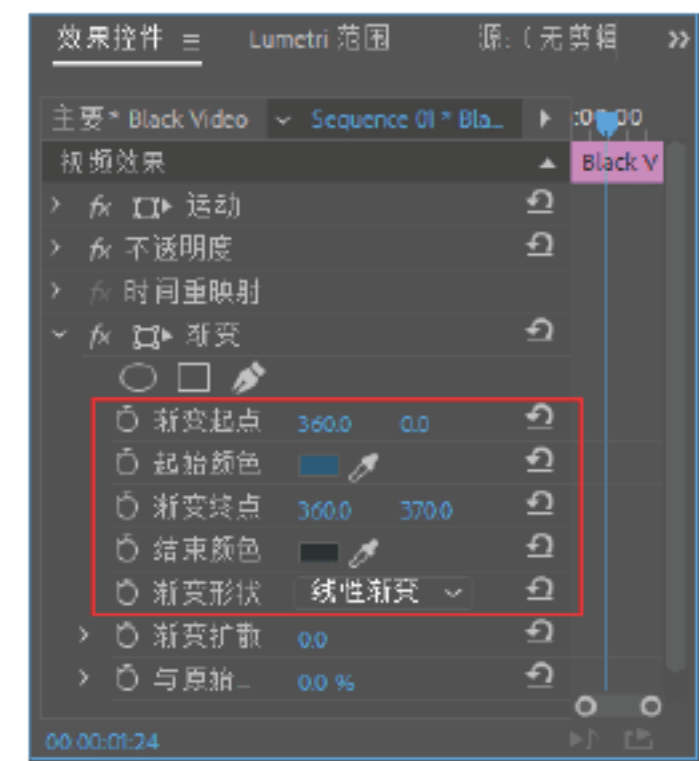 效果控件 ≡ Lumetri 范围 源:（无剪辑 »
主要* Black Video Sequence 01 * Bla... :00:00
视频效果 Black V
fx 运动
fx 不透明度
fx 时间重映射
fx 渐变
渐变起点 360.0 0.0
起始颜色
渐变终点 360.0 370.0
结束颜色
渐变形状 线性渐变
渐变扩散 0.0
与原始... 0.0 %
00:00:01:24